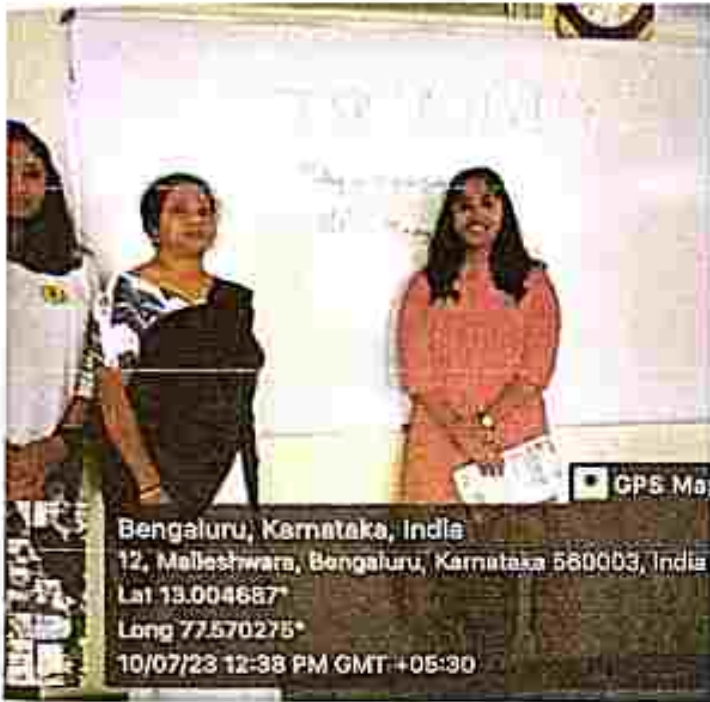 GPS Ma
Bengaluru, Karnataka, India
12, Malleshwara, Bengaluru, Karnataka 560003, India
Lat 13.004687°
Long 77.570275°
10/07/23 12:38 PM GMT +05:30